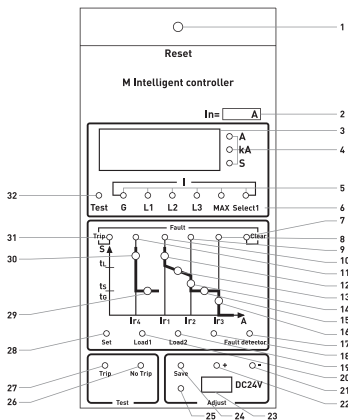 1
Reset
M Intelligent controller
In= A 2
A 3
kA 4
S
I 5
32
Test G L1 L2 L3 MAX Select1 6
7
Fault
31 Trip Clear 8
9
30 S 10
11
tL 12
13
ts 14
tG 15
29 16
Ir4 Ir1 Ir2 Ir3 A
17
28 Set Load1 Load2 Fault detector 18
19
20
27 + - 21
Trip No Trip Save 22
26 DC24V
Test Adjust
25 24 23